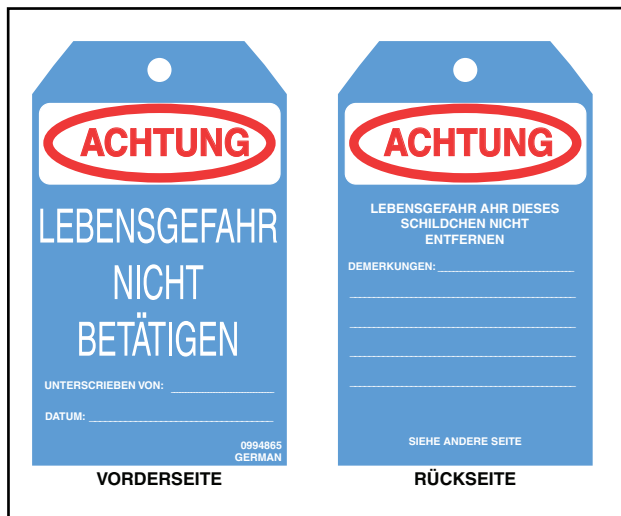 ACHTUNG
LEBENSGEFAHR
NICHT
BETÄTIGEN
UNTERSCRIEBEN VON:
DATUM:
0994865
GERMAN
VORDERSEITE
ACHTUNG
LEBENSGEFAHR AHR DIESES
SCHILDCHEN NICHT
ENTFERNEN
DEMERKUNGEN:
SIEHE ANDERE SEITE
RÜCKSEITE